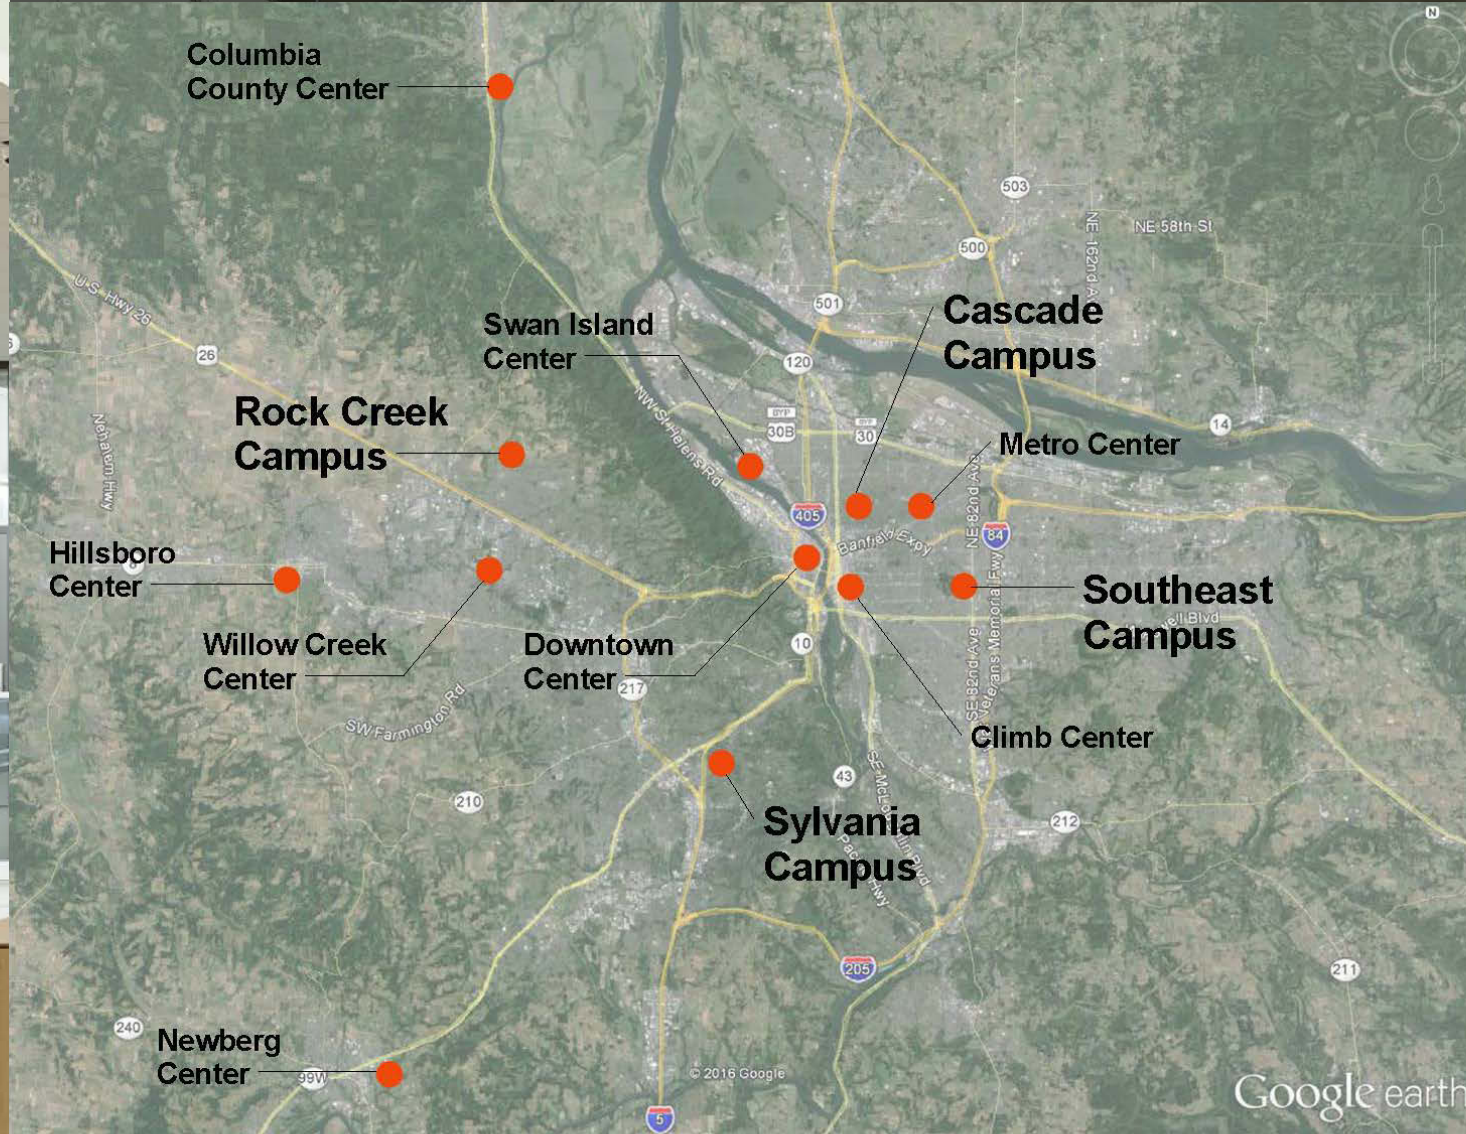 N
Columbia
County Center
503
NE 58th St
NE 162nd A
500
U.S. Hwy 26
26
501
Cascade
Campus
Swan Island
Center
120
Rock Creek
Campus
NW St Helens Rd
BYP
30B
BYP
30
14
Metro Center
Nehalem Hwy
NE 82nd Ave
405
84
Banfield Expy
Hillsboro
Center
8
Southeast
Campus
ell Blvd
Willow Creek
Center
Downtown
Center
10
217
SE 82nd Ave
Veterans Memorial Fwy
SW Farmington Rd
Climb Center
43
210
Sylvania
Campus
212
205
211
240
Newberg
Center
99W
© 2016 Google
5
Google earth